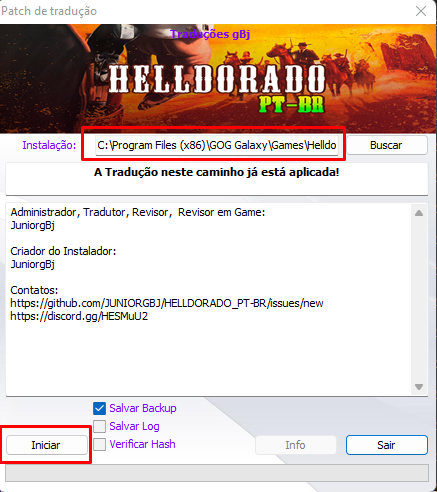 Patch de tradução
Traduções gBj
HELLDORADO
PT-BR
Instalação:
C:\Program Files (x86)\GOG Galaxy\Games\Helldo
Buscar
A Tradução neste caminho já está aplicada!
Administrador, Tradutor, Revisor,  Revisor em Game:
JuniorgBj
Criador do Instalador:
JuniorgBj
Contatos:
https://github.com/JUNIORGBJ/HELLDORADO_PT-BR/issues/new
https://discord.gg/HESMuU2
Salvar Backup
Salvar Log
Verificar Hash
Iniciar
Info
Sair